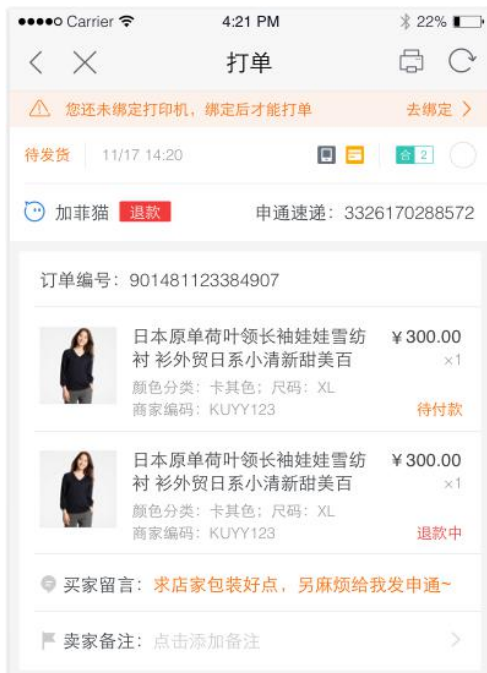 Carrier 4:21 PM 22%
打单
您还未绑定打印机，绑定后才能打单 去绑定
待发货 11/17 14:20 合 2
加菲猫 退款 申通速递：3326170288572
订单编号：901481123384907
日本原单荷叶领长袖娃娃雪纺 ¥300.00
衬 衫外贸日系小清新甜美百 ×1
颜色分类：卡其色；尺码：XL
商家编码：KUYY123 待付款
日本原单荷叶领长袖娃娃雪纺 ¥300.00
衬 衫外贸日系小清新甜美百 ×1
颜色分类：卡其色；尺码：XL
商家编码：KUYY123 退款中
买家留言：求店家包装好点，另麻烦给我发申通~
卖家备注：点击添加备注